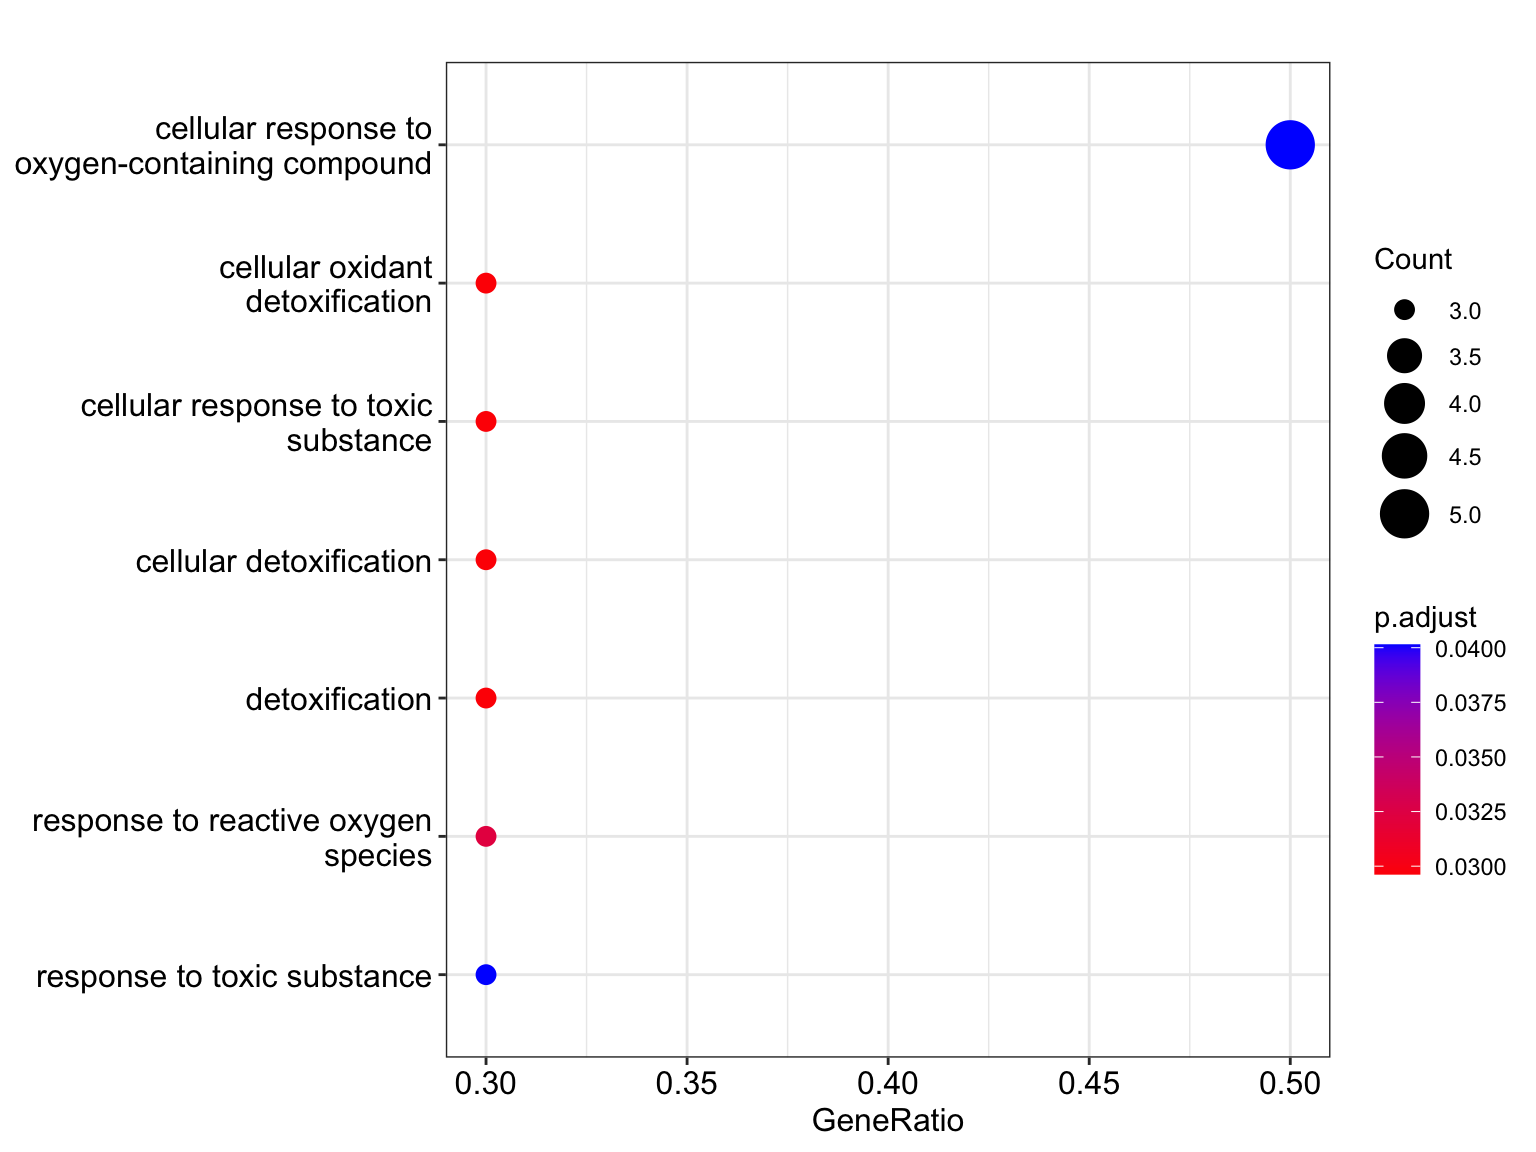 cellular response to
oxygen-containing compound
cellular oxidant
detoxification
cellular response to toxic
substance
cellular detoxification
detoxification
response to reactive oxygen
species
response to toxic substance
0.30 0.35 0.40 0.45 0.50
GeneRatio
Count
3.0
3.5
4.0
4.5
5.0
p.adjust
0.0400
0.0375
0.0350
0.0325
0.0300